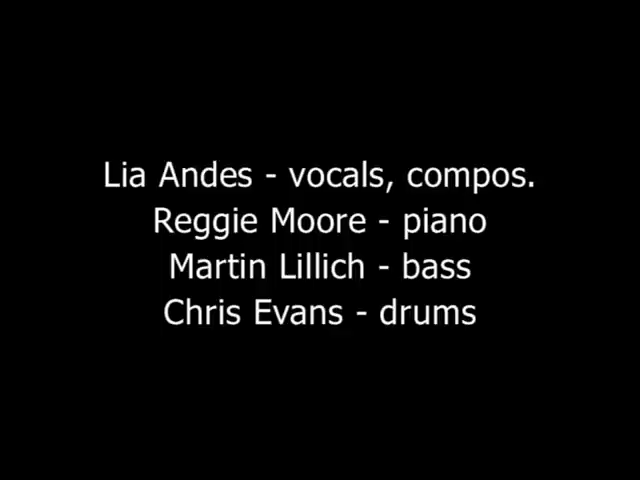 Lia Andes - vocals, compos.
Reggie Moore - piano
Martin Lillich - bass
Chris Evans - drums